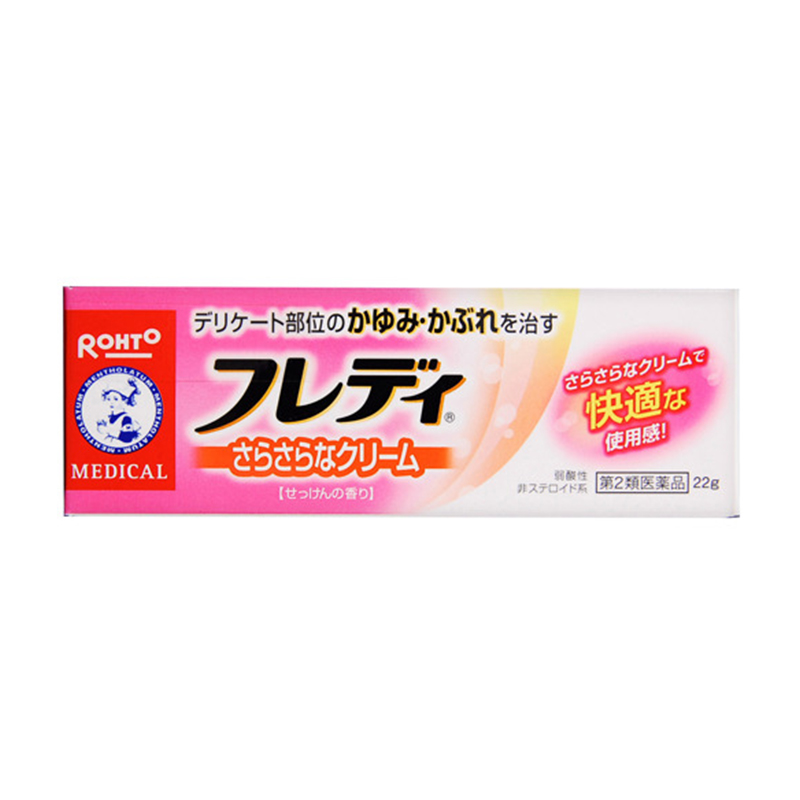 ROHTO
MENTHOLATUM · MENTHOLATUM · MENTHOLATUM
MEDICAL
デリケート部位のかゆみ・かぶれを治す
フレディ®
さらさらなクリーム
【せっけんの香り】
さらさらなクリームで
快適な
使用感!
弱酸性
非ステロイド系
第2類医薬品 22g